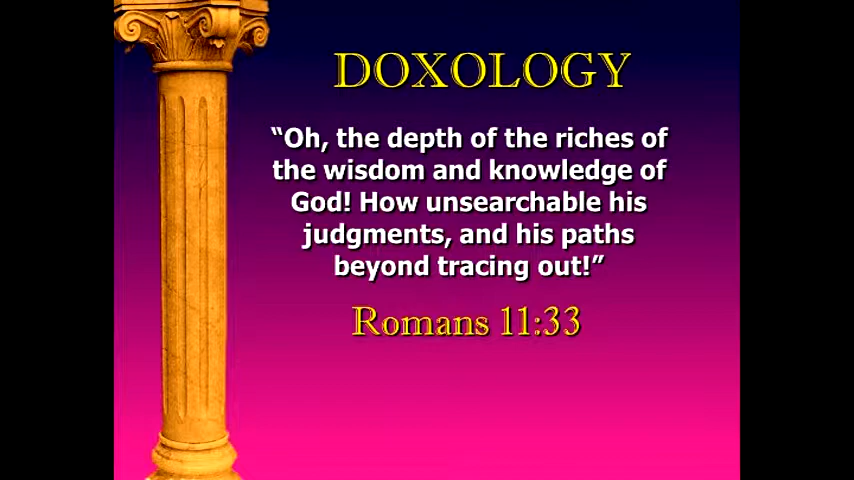 DOXOLOGY
“Oh, the depth of the riches of
the wisdom and knowledge of
God! How unsearchable his
judgments, and his paths
beyond tracing out!”
Romans 11:33